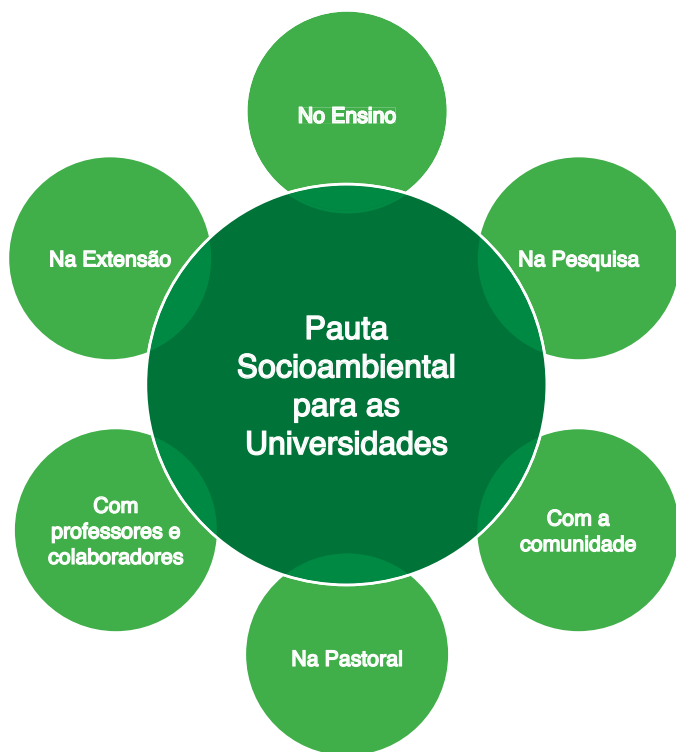 No Ensino
Na Extensão
Na Pesquisa
Pauta
Socioambiental
para as
Universidades
Com
professores e
colaboradores
Com a
comunidade
Na Pastoral